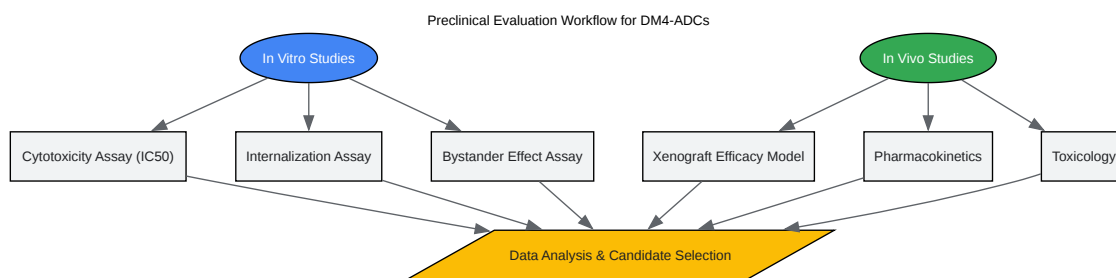 Preclinical Evaluation Workflow for DM4-ADCs
In Vitro Studies
In Vivo Studies
Cytotoxicity Assay (IC50)
Internalization Assay
Bystander Effect Assay
Xenograft Efficacy Model
Pharmacokinetics
Toxicology
Data Analysis & Candidate Selection